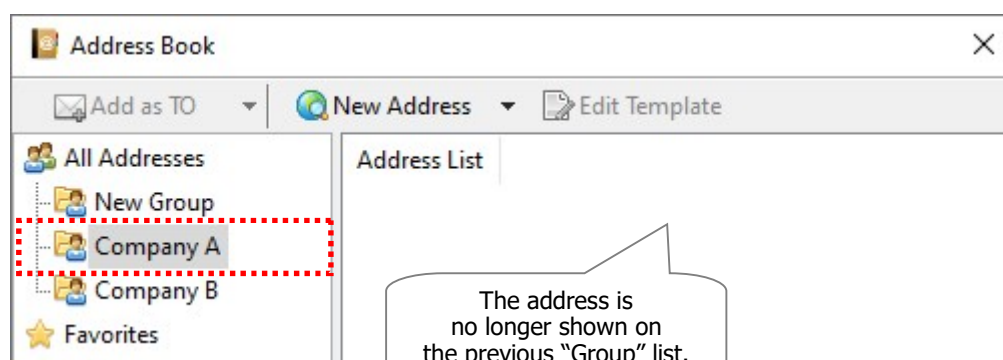 Address Book
Add as TO
New Address
Edit Template
All Addresses
New Group
Company A
Company B
Favorites
Address List
The address is
no longer shown on
the previous “Group” list.